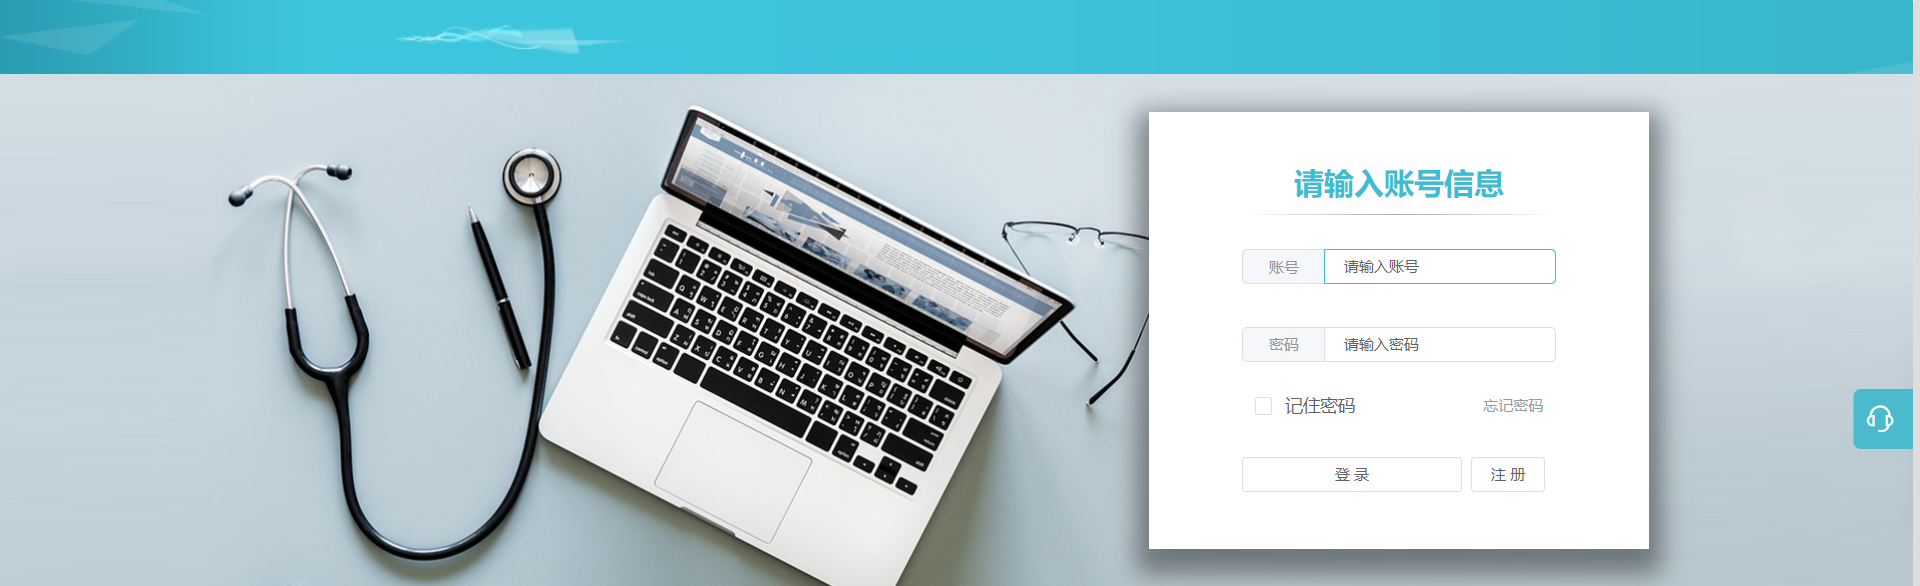 请输入账号信息
账号 请输入账号
密码 请输入密码
记住密码 忘记密码
登 录 注 册